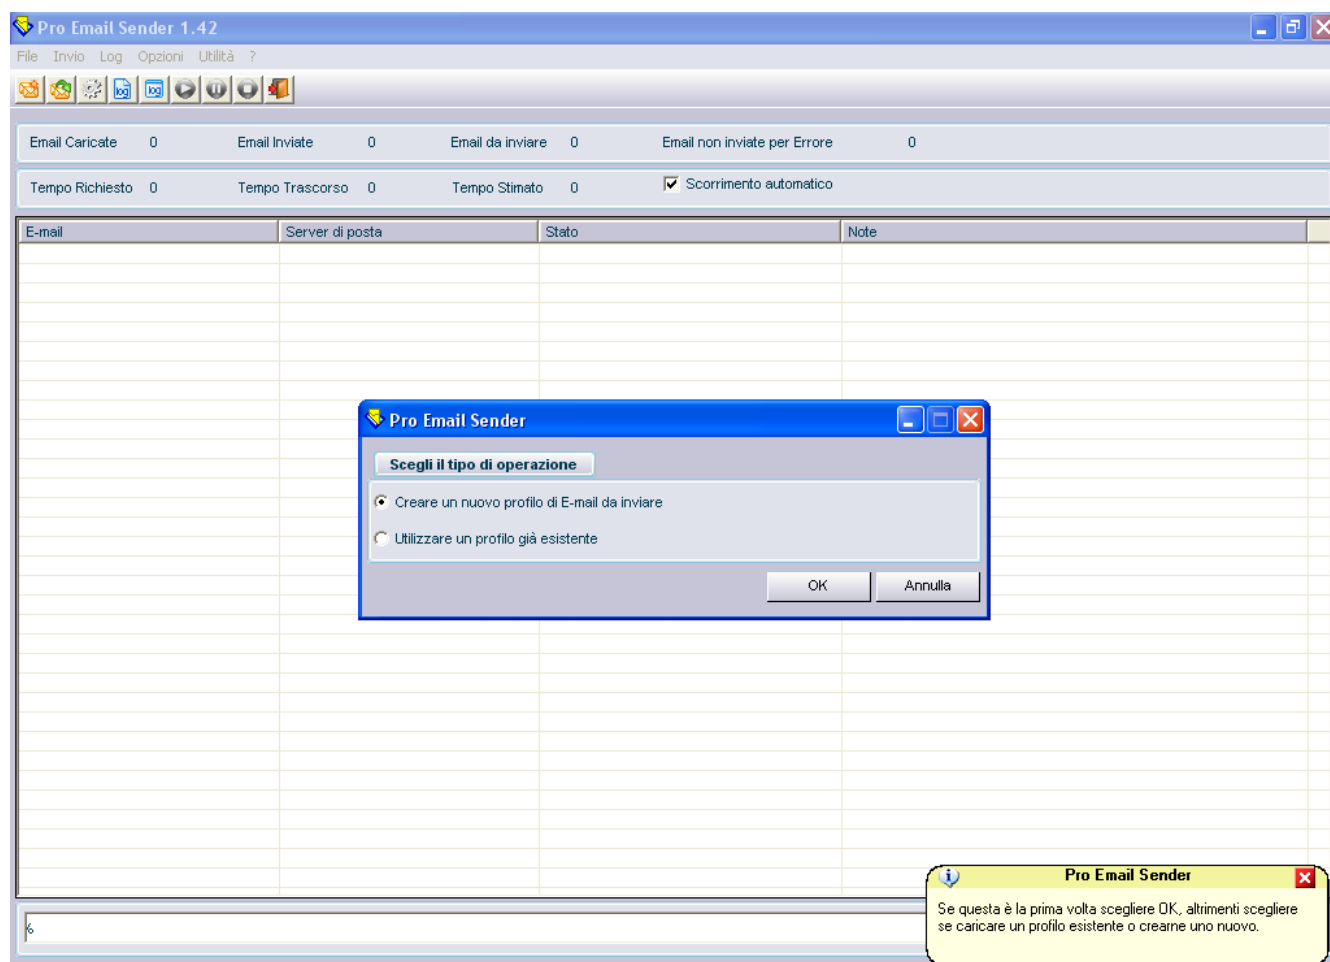 Pro Email Sender 1.42
File Invio Log Opzioni Utilità ?
log log
Email Caricate 0 Email Inviate 0 Email da inviare 0 Email non inviate per Errore 0
Tempo Richiesto 0 Tempo Trascorso 0 Tempo Stimato 0 Scorrimento automatico
E-mail Server di posta Stato Note
Pro Email Sender
Scegli il tipo di operazione
Creare un nuovo profilo di E-mail da inviare
Utilizzare un profilo già esistente
OK Annulla
Pro Email Sender
Se questa è la prima volta scegliere OK, altrimenti scegliere
se caricare un profilo esistente o crearne uno nuovo.
%